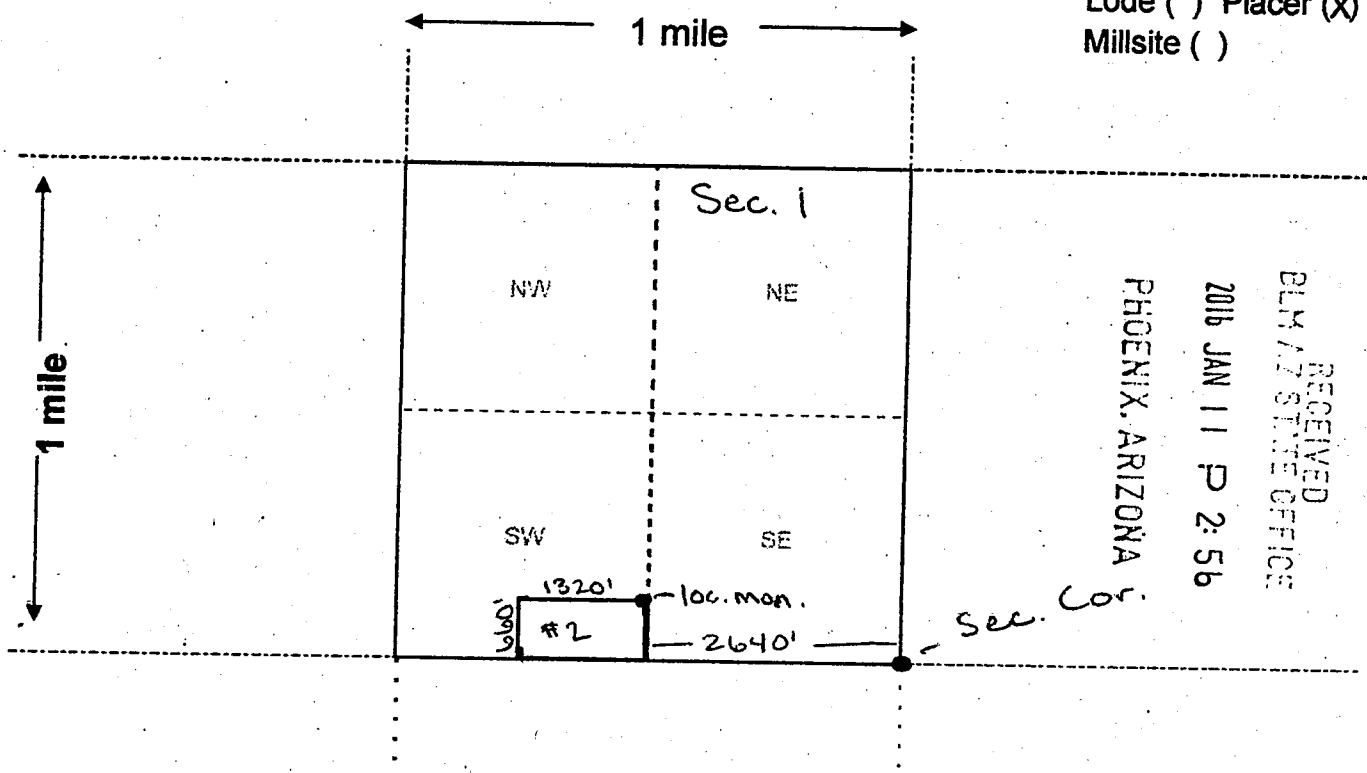 Lode ( ) Placer (X)
Millsite ( )
1 mile
1 mile
Sec. 1
NW
NE
SW
SE
1320'
660'
#2
loc. mon.
2640'
Sec. Cor.
RECEIVED
BLM AZ STATE OFFICE
2016 JAN 11 P 2:56
PHOENIX, ARIZONA